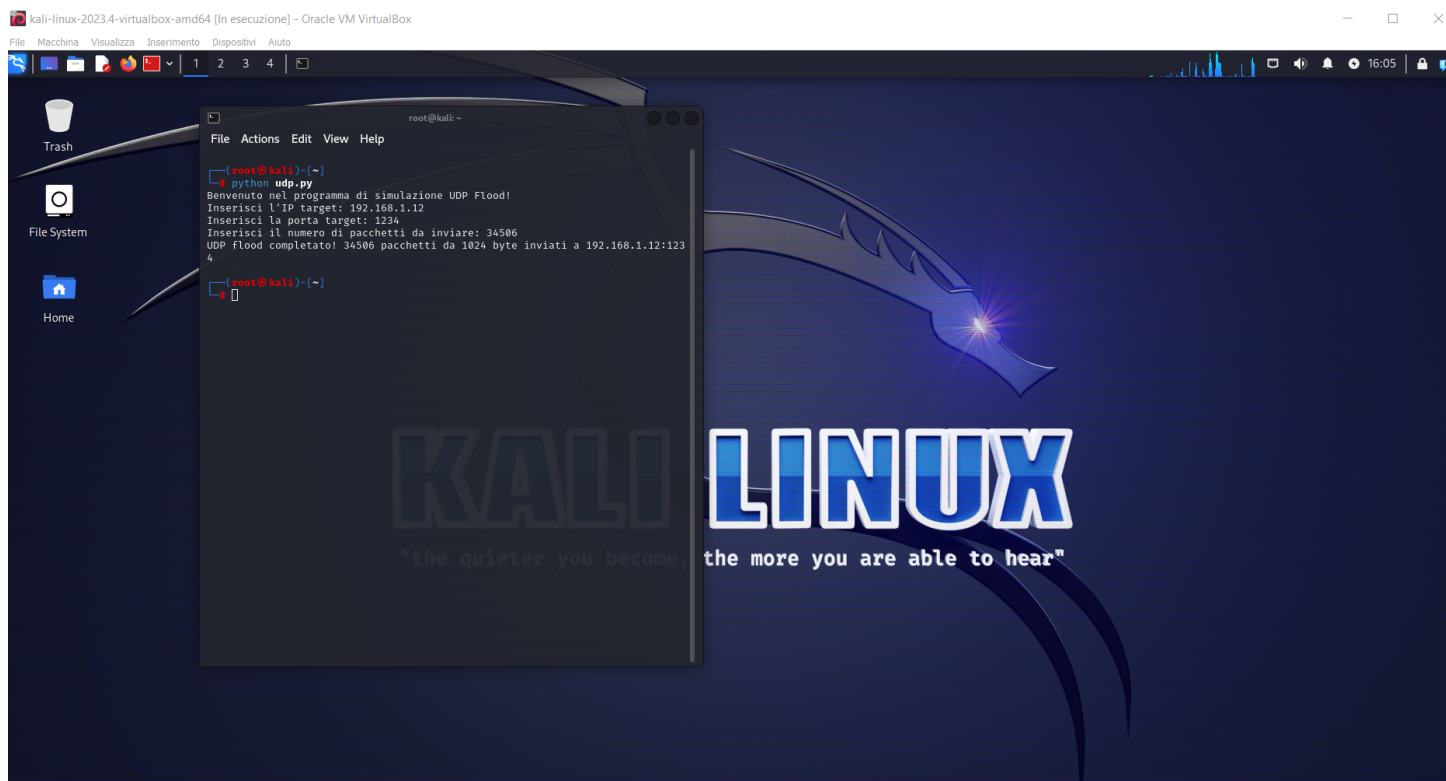 kali-linux-2023.4-virtualbox-amd64 [In esecuzione] - Oracle VM VirtualBox
File Macchina Visualizza Inserimento Dispositivi Aiuto
1 2 3 4
16:05
Trash
File System
Home
root@kali: ~
File Actions Edit View Help
┌──(root㉿kali)-[~]
└─# python udp.py
Benvenuto nel programma di simulazione UDP Flood!
Inserisci l'IP target: 192.168.1.12
Inserisci la porta target: 1234
Inserisci il numero di pacchetti da inviare: 34506
UDP flood completato! 34506 pacchetti da 1024 byte inviati a 192.168.1.12:123
4
┌──(root㉿kali)-[~]
└─#
KALI LINUX
"the quieter you become, the more you are able to hear"